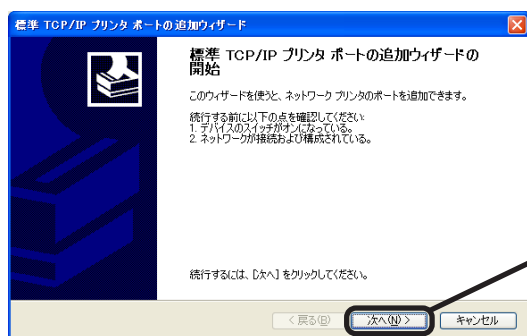 標準 TCP/IP プリンタ ポートの追加ウィザード
標準 TCP/IP プリンタ ポートの追加ウィザードの
開始
このウィザードを使うと、ネットワーク プリンタのポートを追加できます。
続行する前に以下の点を確認してください:
1. デバイスのスイッチがオンになっている。
2. ネットワークが接続および構成されている。
続行するには、[次へ] をクリックしてください。
< 戻る(B)
次へ(N) >
キャンセル